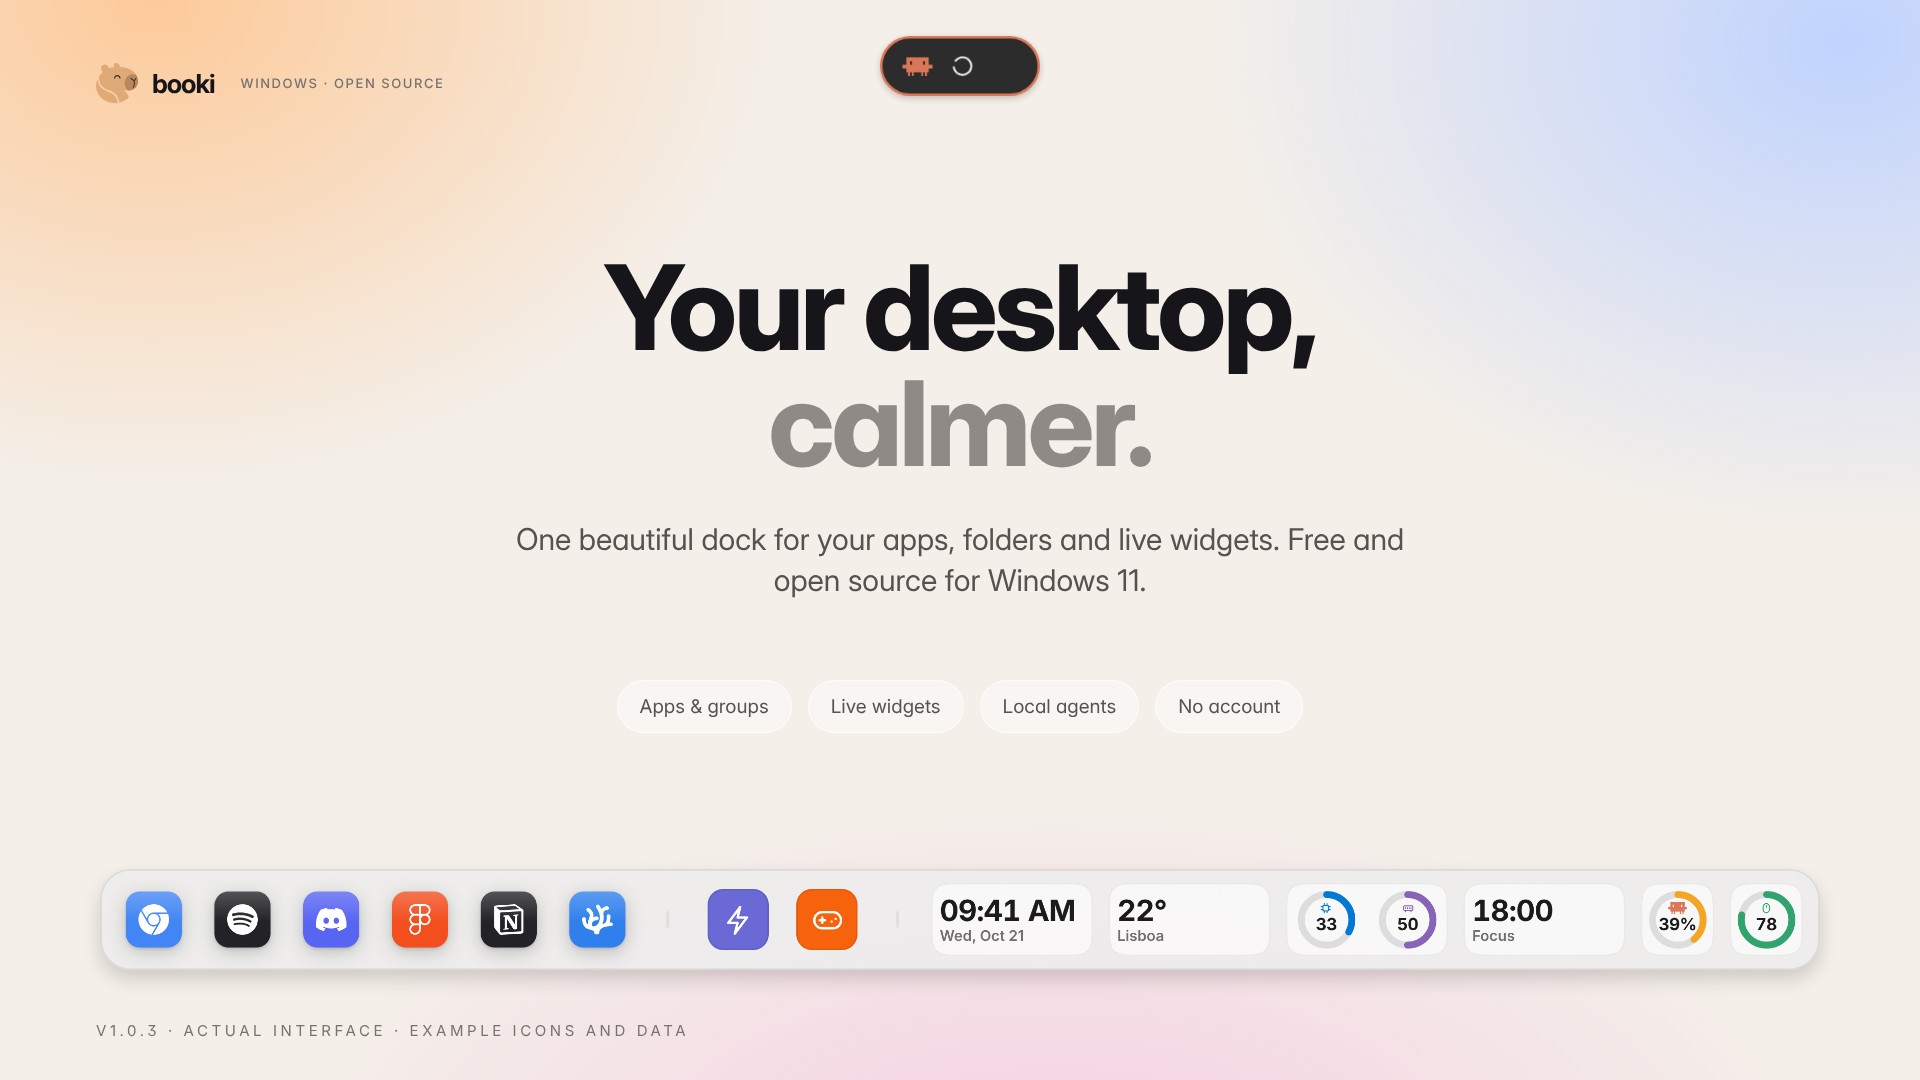 booki
WINDOWS · OPEN SOURCE
Your desktop,
calmer.
One beautiful dock for your apps, folders and live widgets. Free and
open source for Windows 11.
Apps & groups
Live widgets
Local agents
No account
N
09:41 AM
Wed, Oct 21
22°
Lisboa
33
50
18:00
Focus
39%
78
V1.0.3 · ACTUAL INTERFACE · EXAMPLE ICONS AND DATA